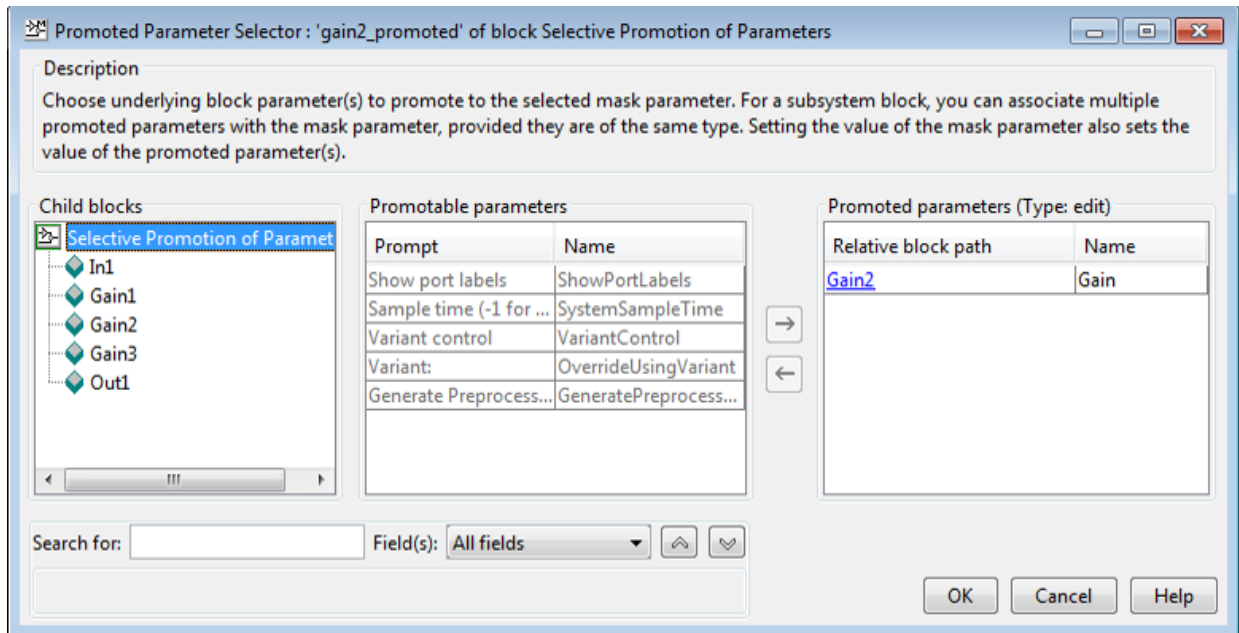 Promoted Parameter Selector : 'gain2_promoted' of block Selective Promotion of Parameters
Description
Choose underlying block parameter(s) to promote to the selected mask parameter. For a subsystem block, you can associate multiple
promoted parameters with the mask parameter, provided they are of the same type. Setting the value of the mask parameter also sets the
value of the promoted parameter(s).
Child blocks
Selective Promotion of Paramet
In1
Gain1
Gain2
Gain3
Out1
Promotable parameters
Prompt Name
Show port labels ShowPortLabels
Sample time (-1 for ... SystemSampleTime
Variant control VariantControl
Variant: OverrideUsingVariant
Generate Preprocess... GeneratePreprocess...
Promoted parameters (Type: edit)
Relative block path Name
Gain2 Gain
Search for: Field(s): All fields
OK Cancel Help